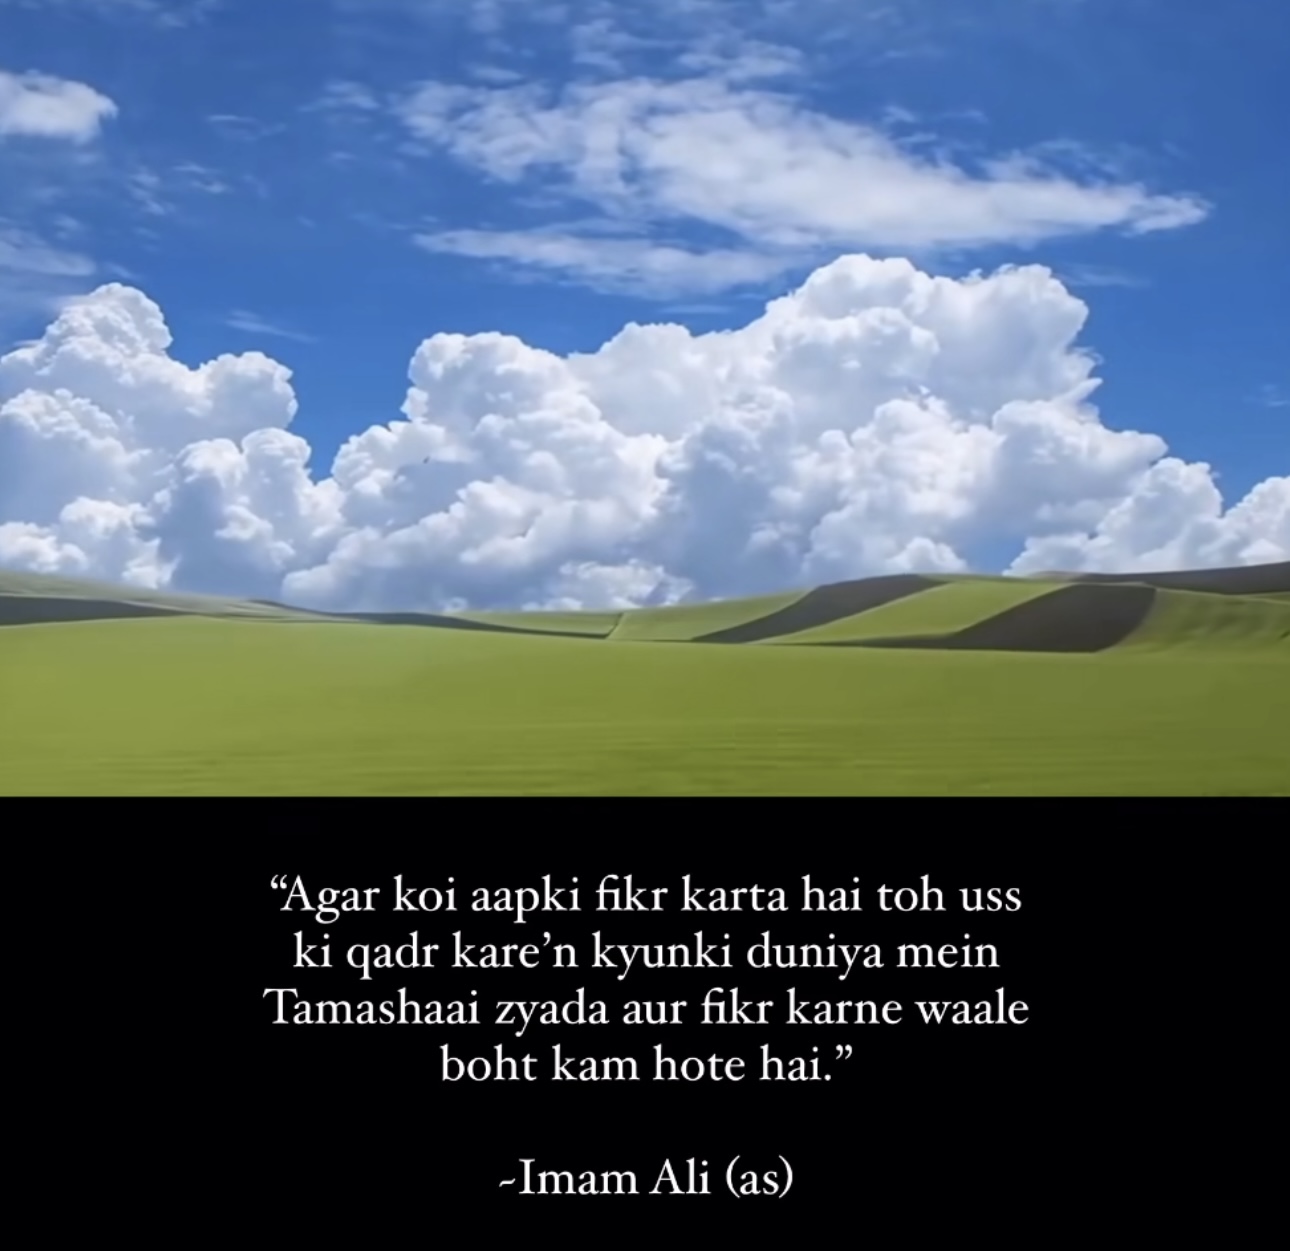 “Agar koi aapki fikr karta hai toh uss
ki qadr kare’n kyunki duniya mein
Tamashaai zyada aur fikr karne waale
boht kam hote hai.”
~Imam Ali (as)